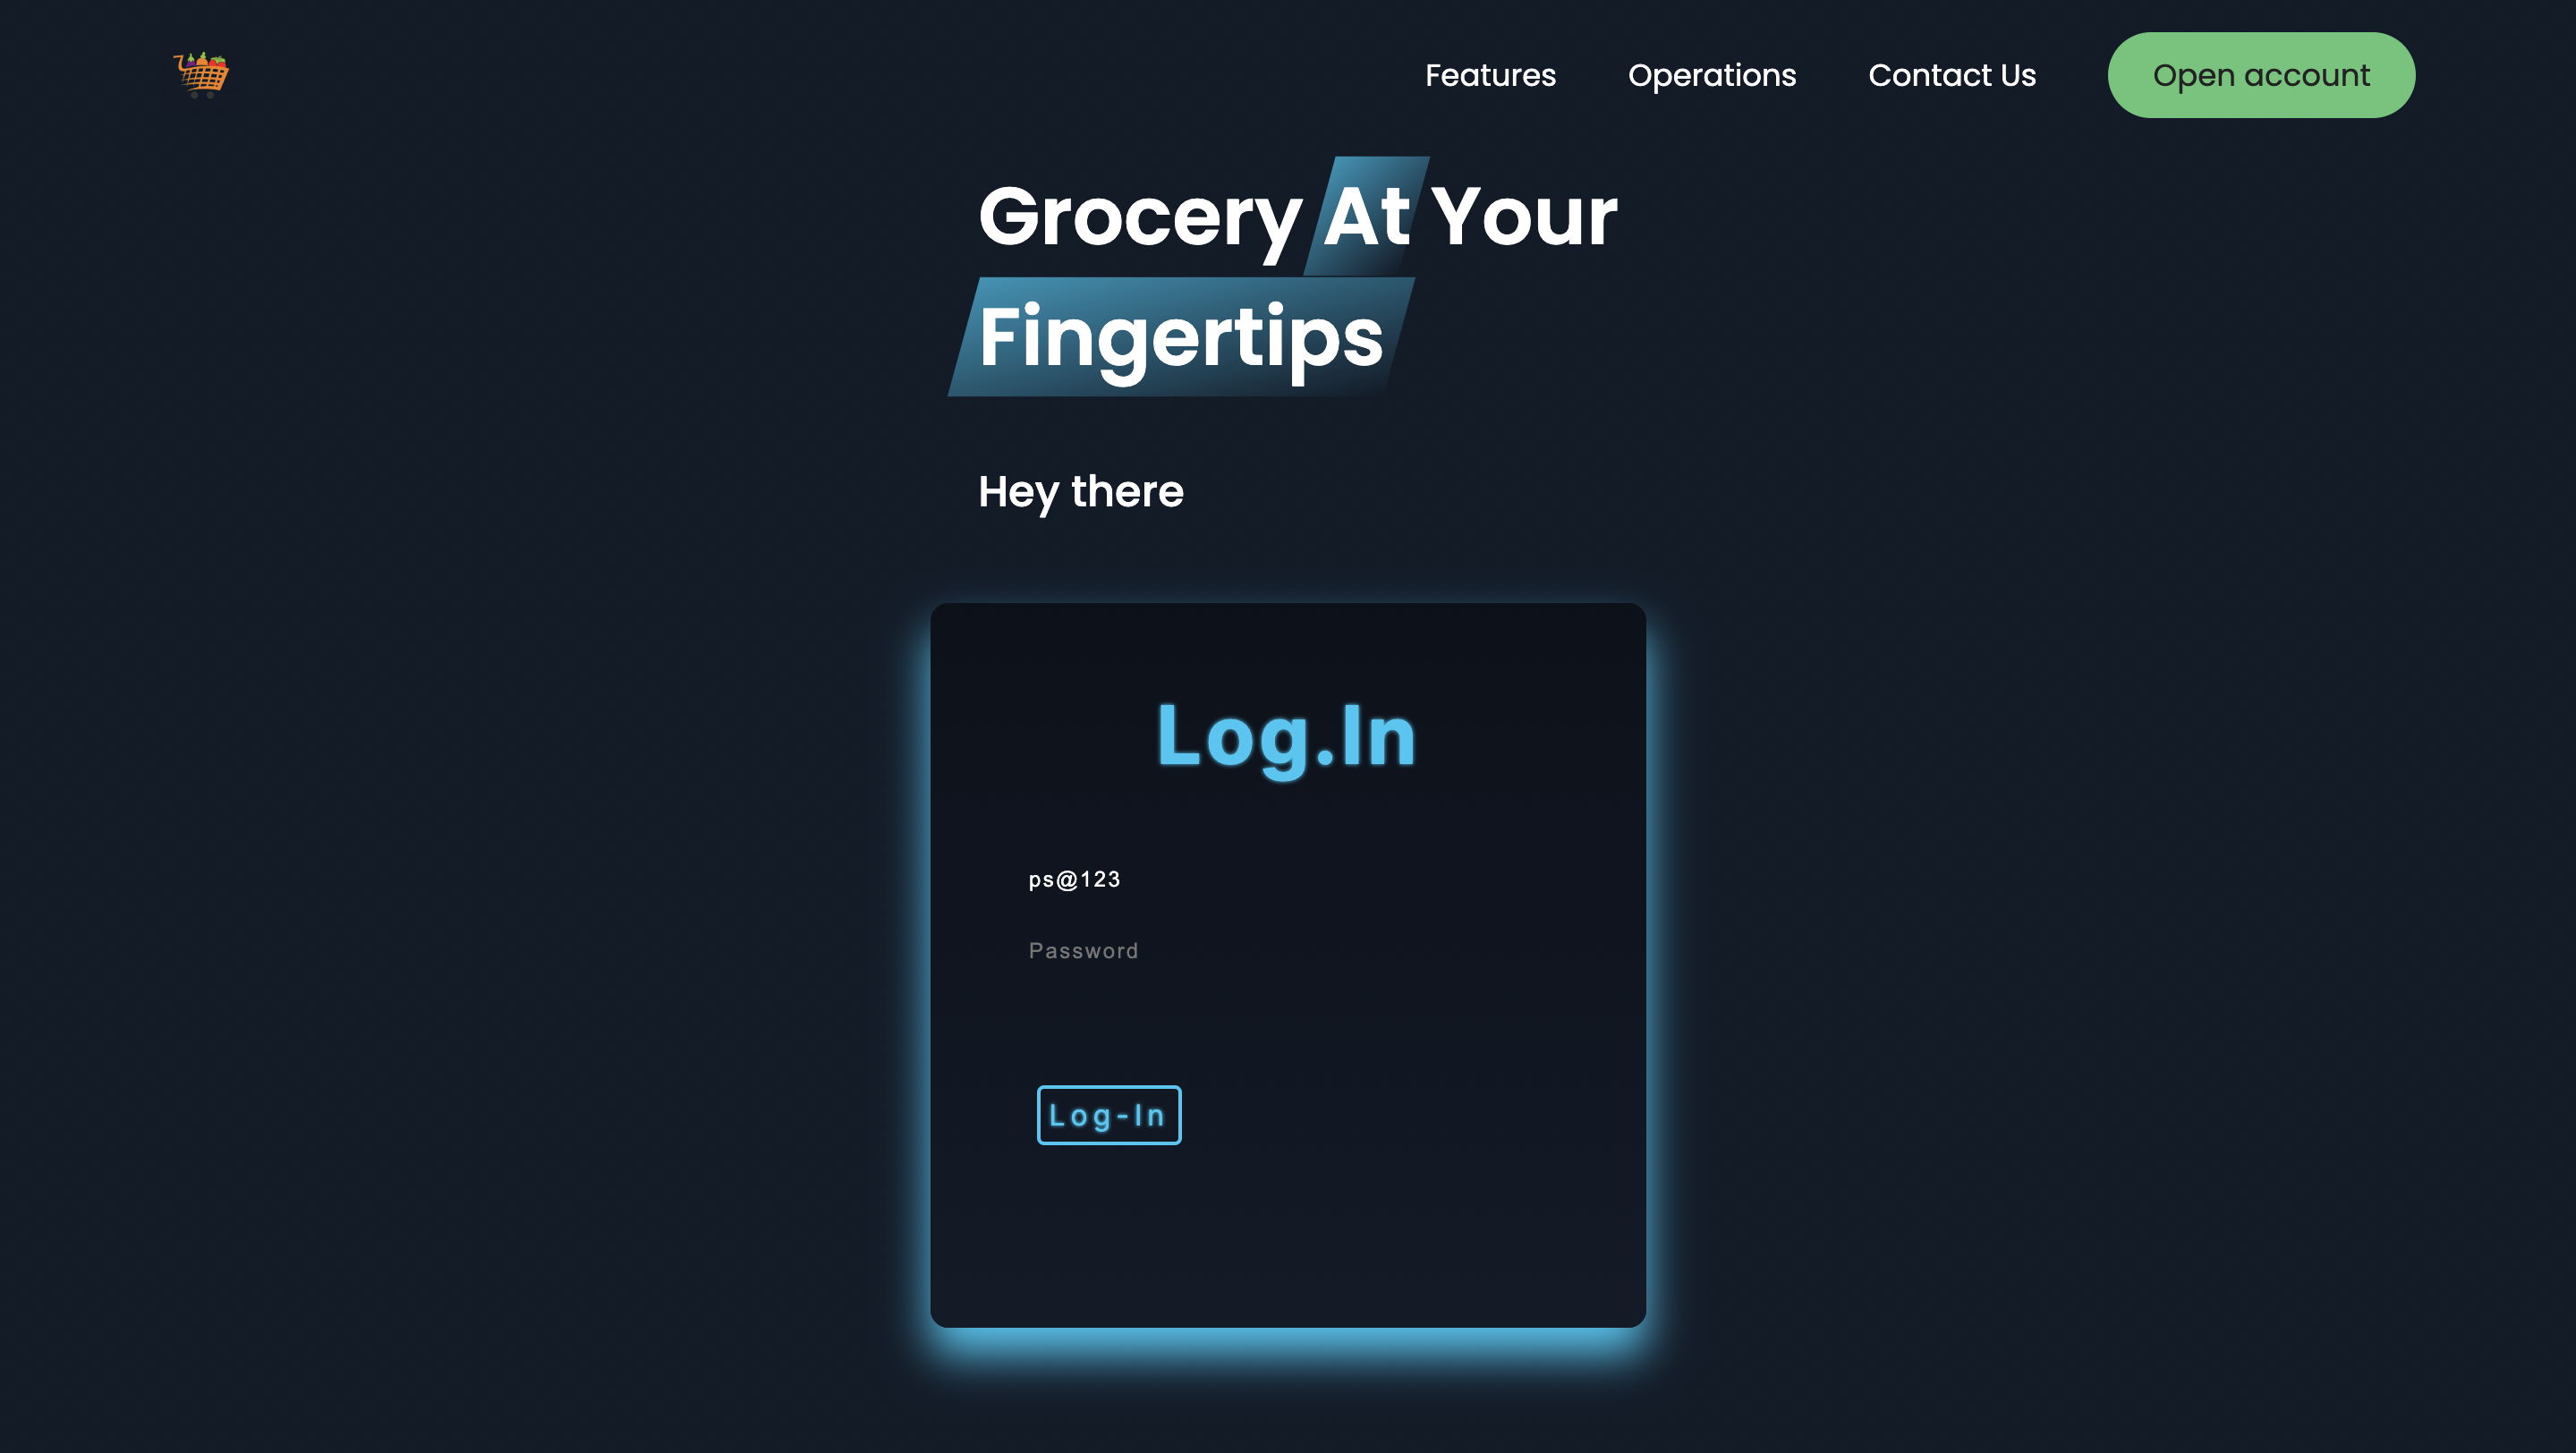 Features
Operations
Contact Us
Open account
Grocery At Your
Fingertips
Hey there
Log.In
ps@123
Password
Log-In